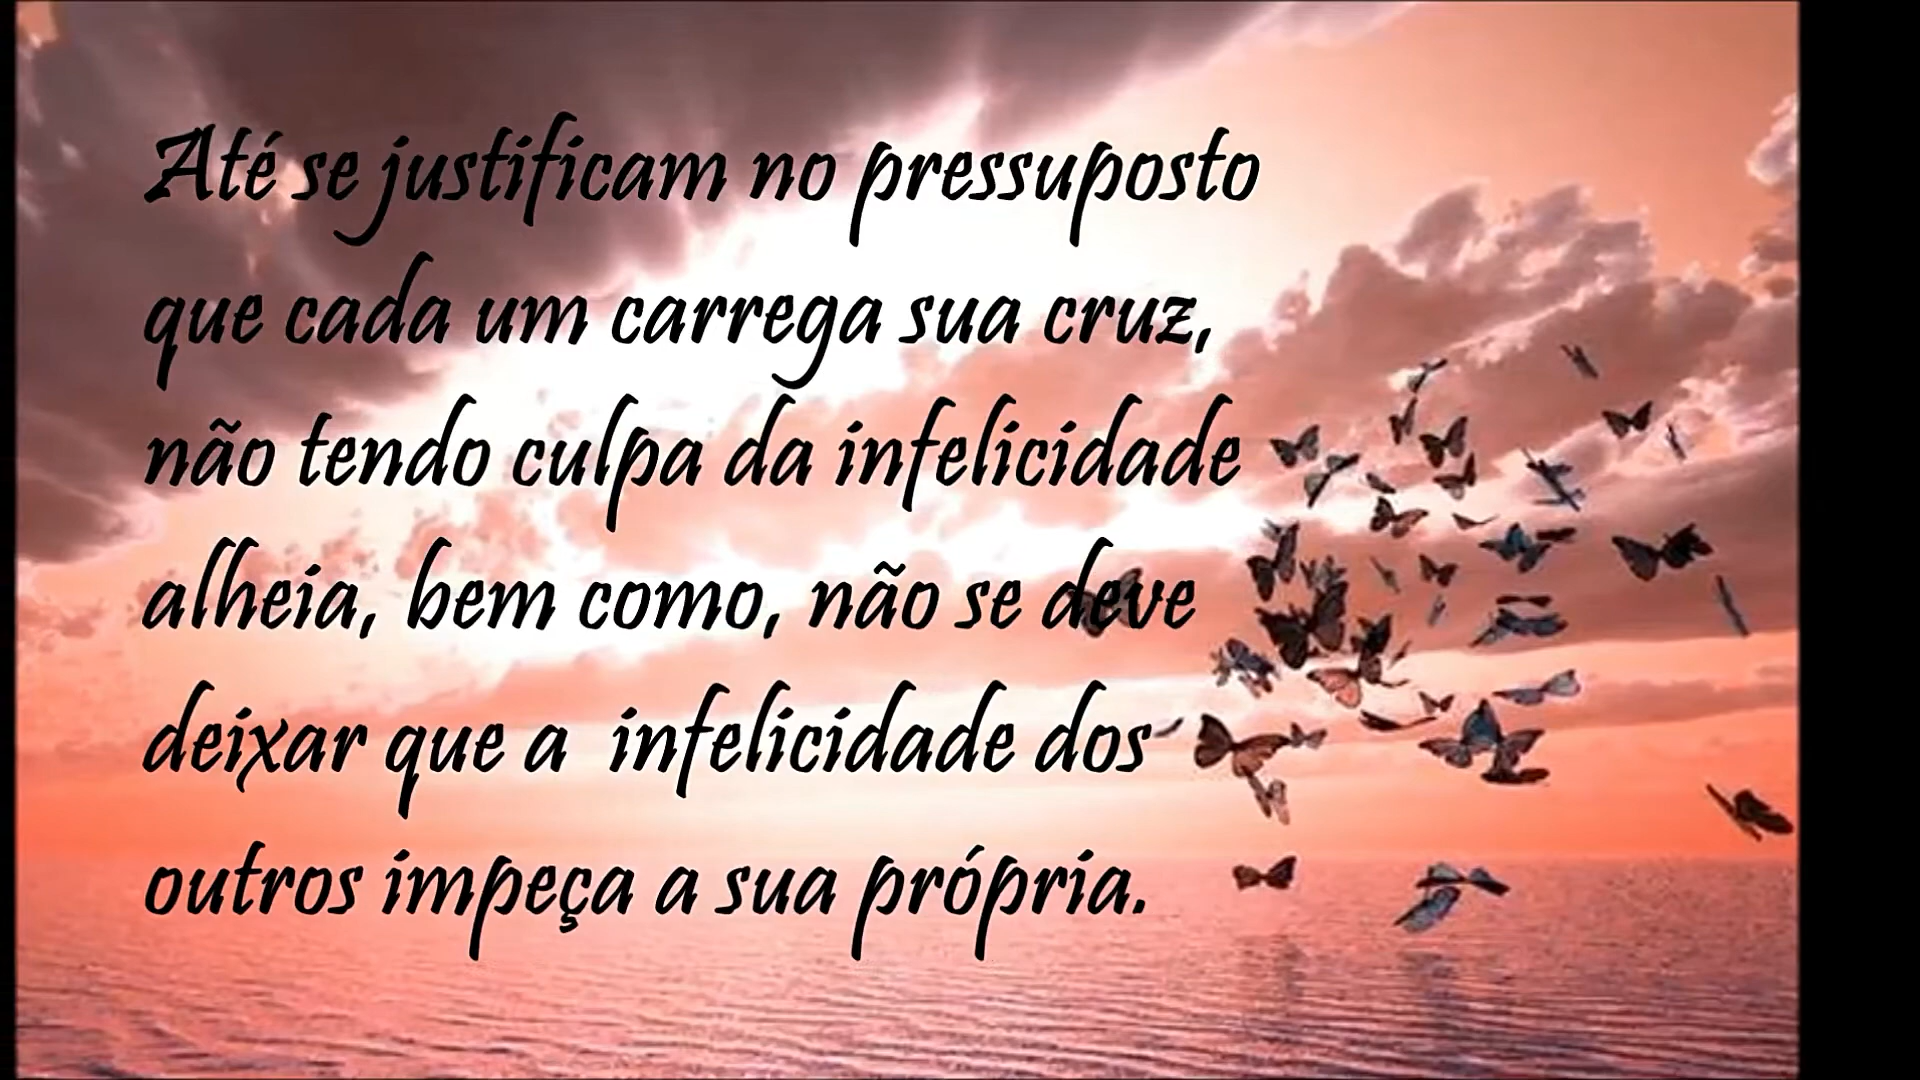 Até se justificam no pressuposto
que cada um carrega sua cruz,
não tendo culpa da infelicidade
alheia, bem como, não se deve
deixar que a infelicidade dos
outros impeça a sua própria.